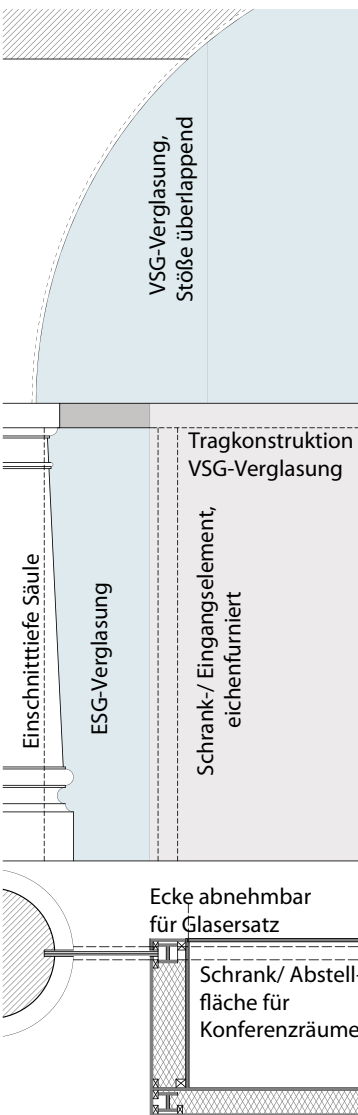 VSG-Verglasung,
Stöße überlappend
Tragkonstruktion
VSG-Verglasung
Einschnitttiefe Säule
ESG-Verglasung
Schrank-/ Eingangselement,
eichenfurniert
Ecke abnehmbar
für Glasersatz
Schrank/ Abstell-
fläche für
Konferenzräume